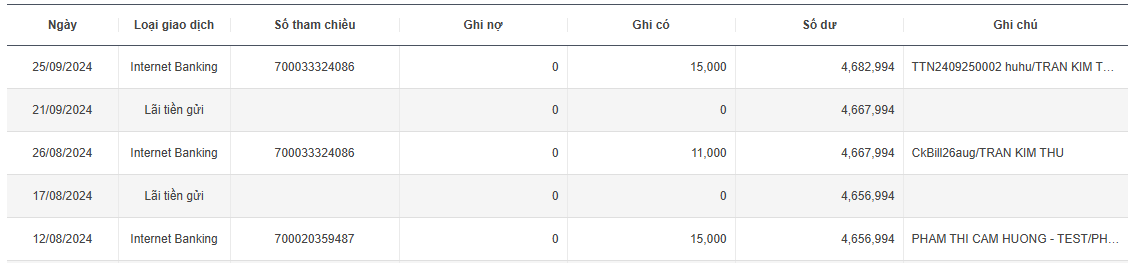 Ngày Loại giao dịch Số tham chiếu Ghi nợ Ghi có Số dư Ghi chú
25/09/2024 Internet Banking 700033324086 0 15,000 4,682,994 TTN2409250002 huhu/TRAN KIM T...
21/09/2024 Lãi tiền gửi 0 0 4,667,994
26/08/2024 Internet Banking 700033324086 0 11,000 4,667,994 CkBill26aug/TRAN KIM THU
17/08/2024 Lãi tiền gửi 0 0 4,656,994
12/08/2024 Internet Banking 700020359487 0 15,000 4,656,994 PHAM THI CAM HUONG - TEST/PH...